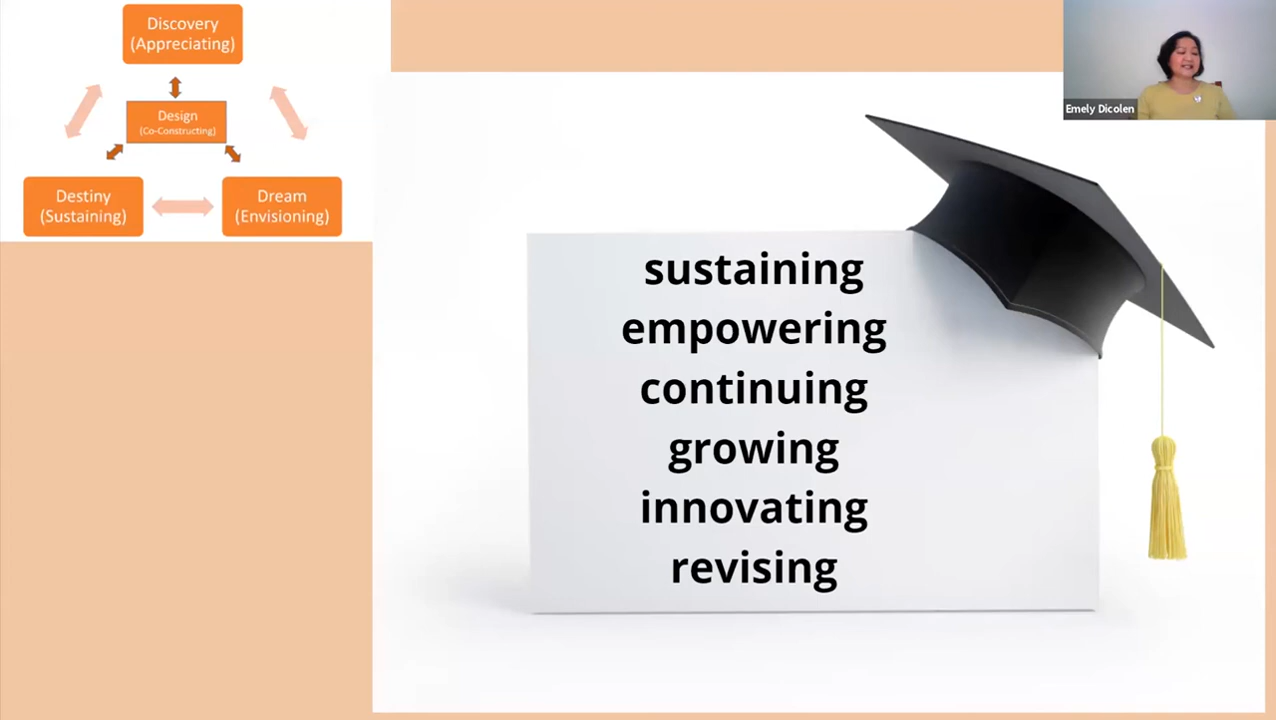 Discovery
(Appreciating)
Design
(Co-Constructing)
Destiny
(Sustaining)
Dream
(Envisioning)
Emely Dicolen
sustaining
empowering
continuing
growing
innovating
revising